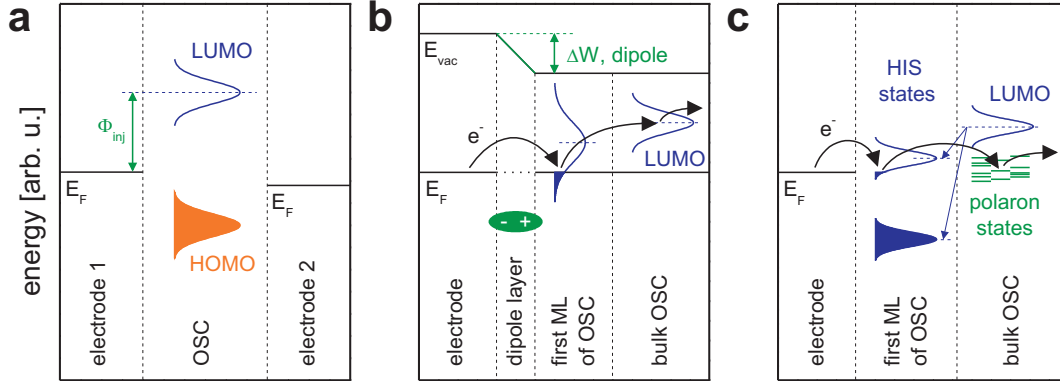 energy [arb. u.]
a
LUMO
Φinj
EF
EF
HOMO
electrode 1
OSC
electrode 2
b
Evac
ΔW, dipole
e-
LUMO
EF
- +
electrode
dipole layer
first ML
of OSC
bulk OSC
c
HIS
states
LUMO
e-
EF
polaron
states
electrode
first ML
of OSC
bulk OSC